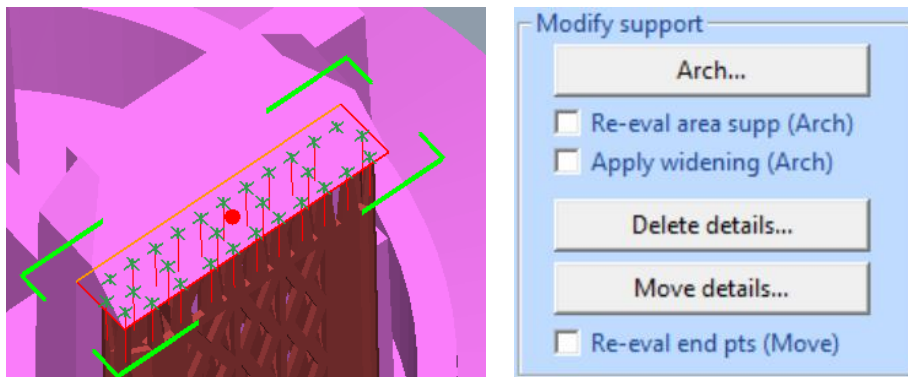 Modify support
Arch...
Re-eval area supp (Arch)
Apply widening (Arch)
Delete details...
Move details...
Re-eval end pts (Move)